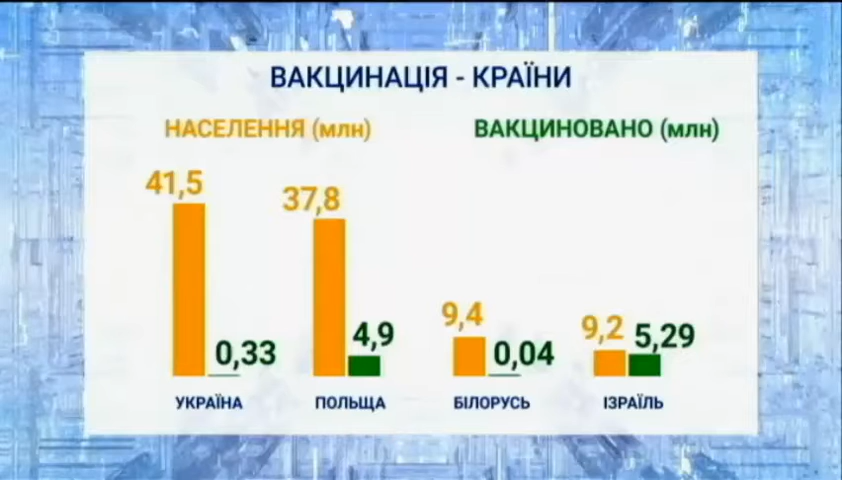 ВАКЦИНАЦІЯ - КРАЇНИ
НАСЕЛЕННЯ (млн) ВАКЦИНОВАНО (млн)
41,5 0,33 37,8 4,9 9,4 0,04 9,2 5,29
УКРАЇНА ПОЛЬЩА БІЛОРУСЬ ІЗРАЇЛЬ